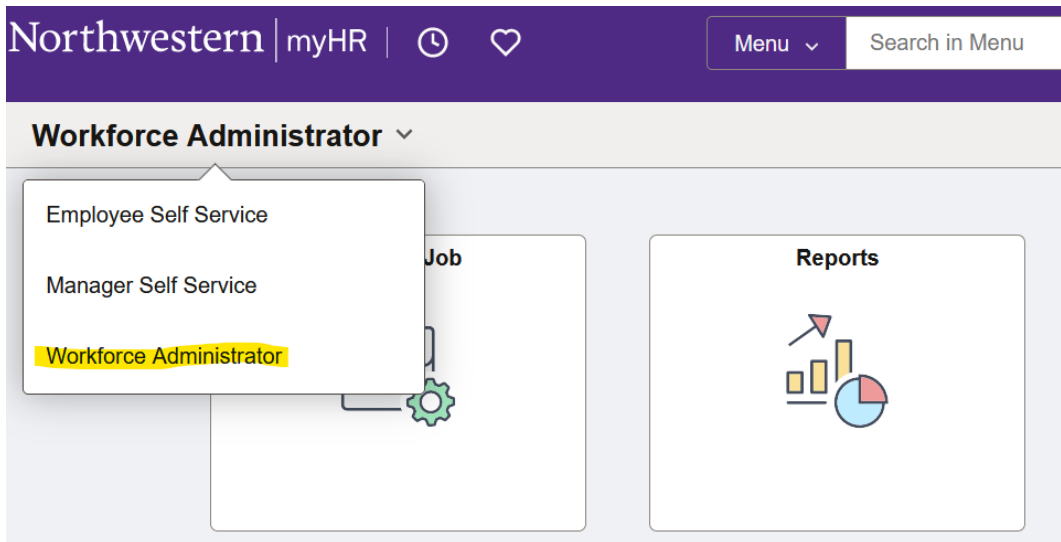 Northwestern | myHR |
Menu
Search in Menu
Workforce Administrator
Employee Self Service
Manager Self Service
Workforce Administrator
Job
Reports